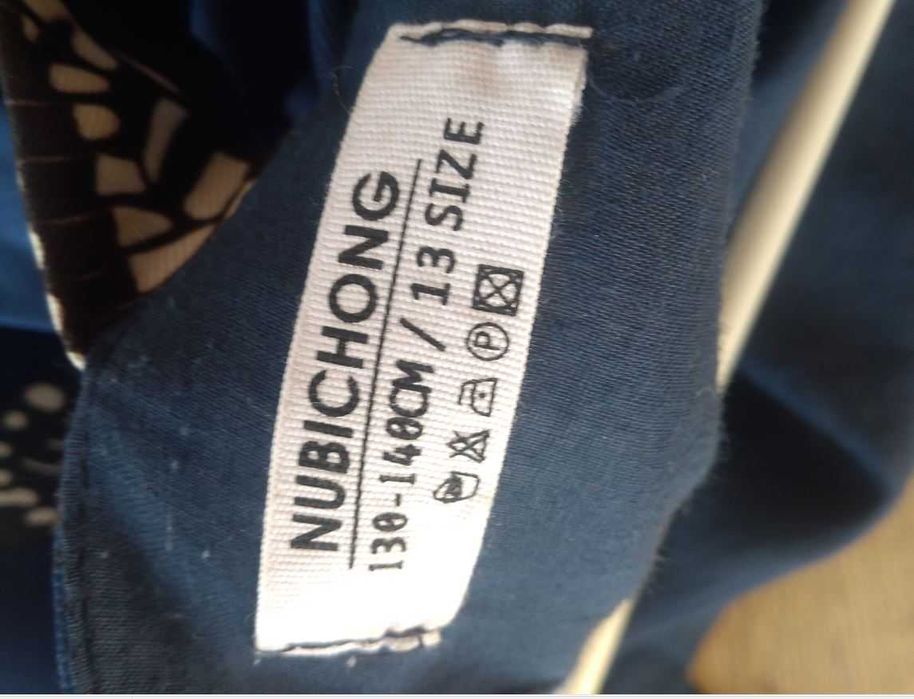 NUBICHONG
130-140CM / 13 SIZE
P